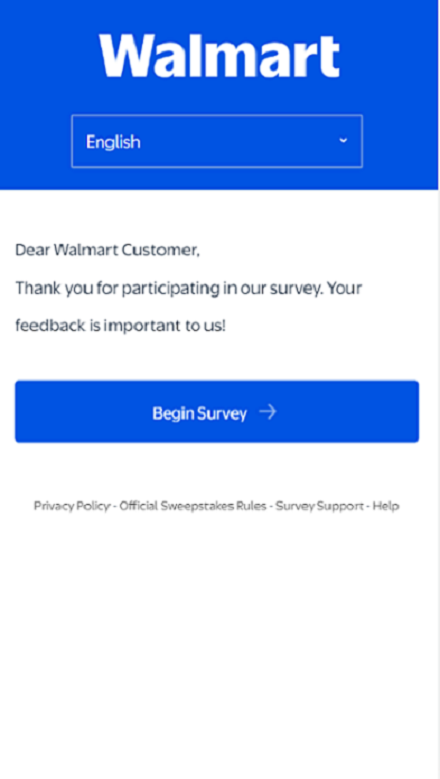 Walmart
English
Dear Walmart Customer,
Thank you for participating in our survey. Your
feedback is important to us!
Begin Survey →
Privacy Policy - Official Sweepstakes Rules - Survey Support - Help